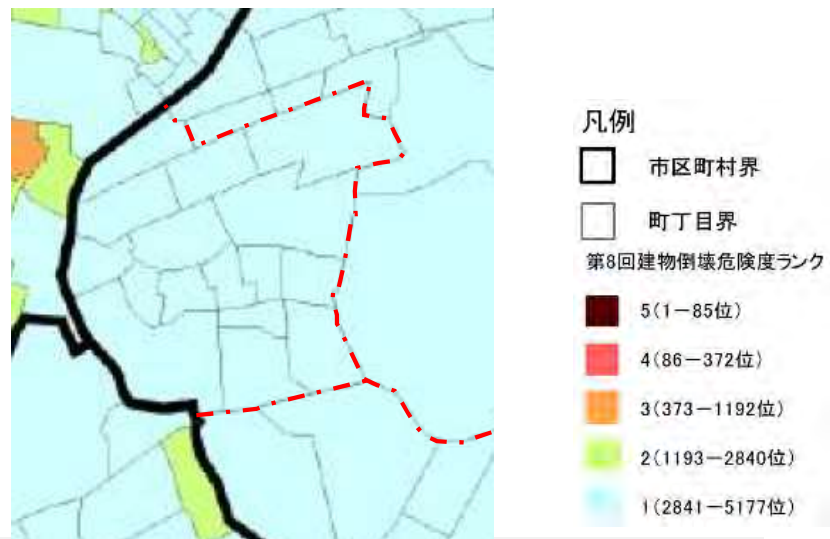 凡例
市区町村界
町丁目界
第8回建物倒壊危険度ランク
5(1－85位)
4(86－372位)
3(373－1192位)
2(1193－2840位)
1(2841－5177位)